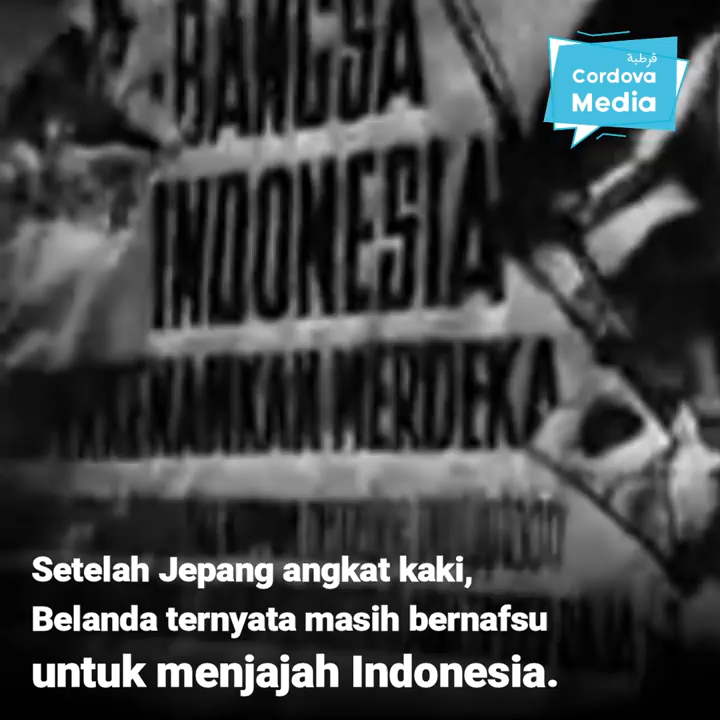 قرطبة
Cordova
Media
BANGSA
INDONESIA
MERDEKA
Setelah Jepang angkat kaki,
Belanda ternyata masih bernafsu
untuk menjajah Indonesia.